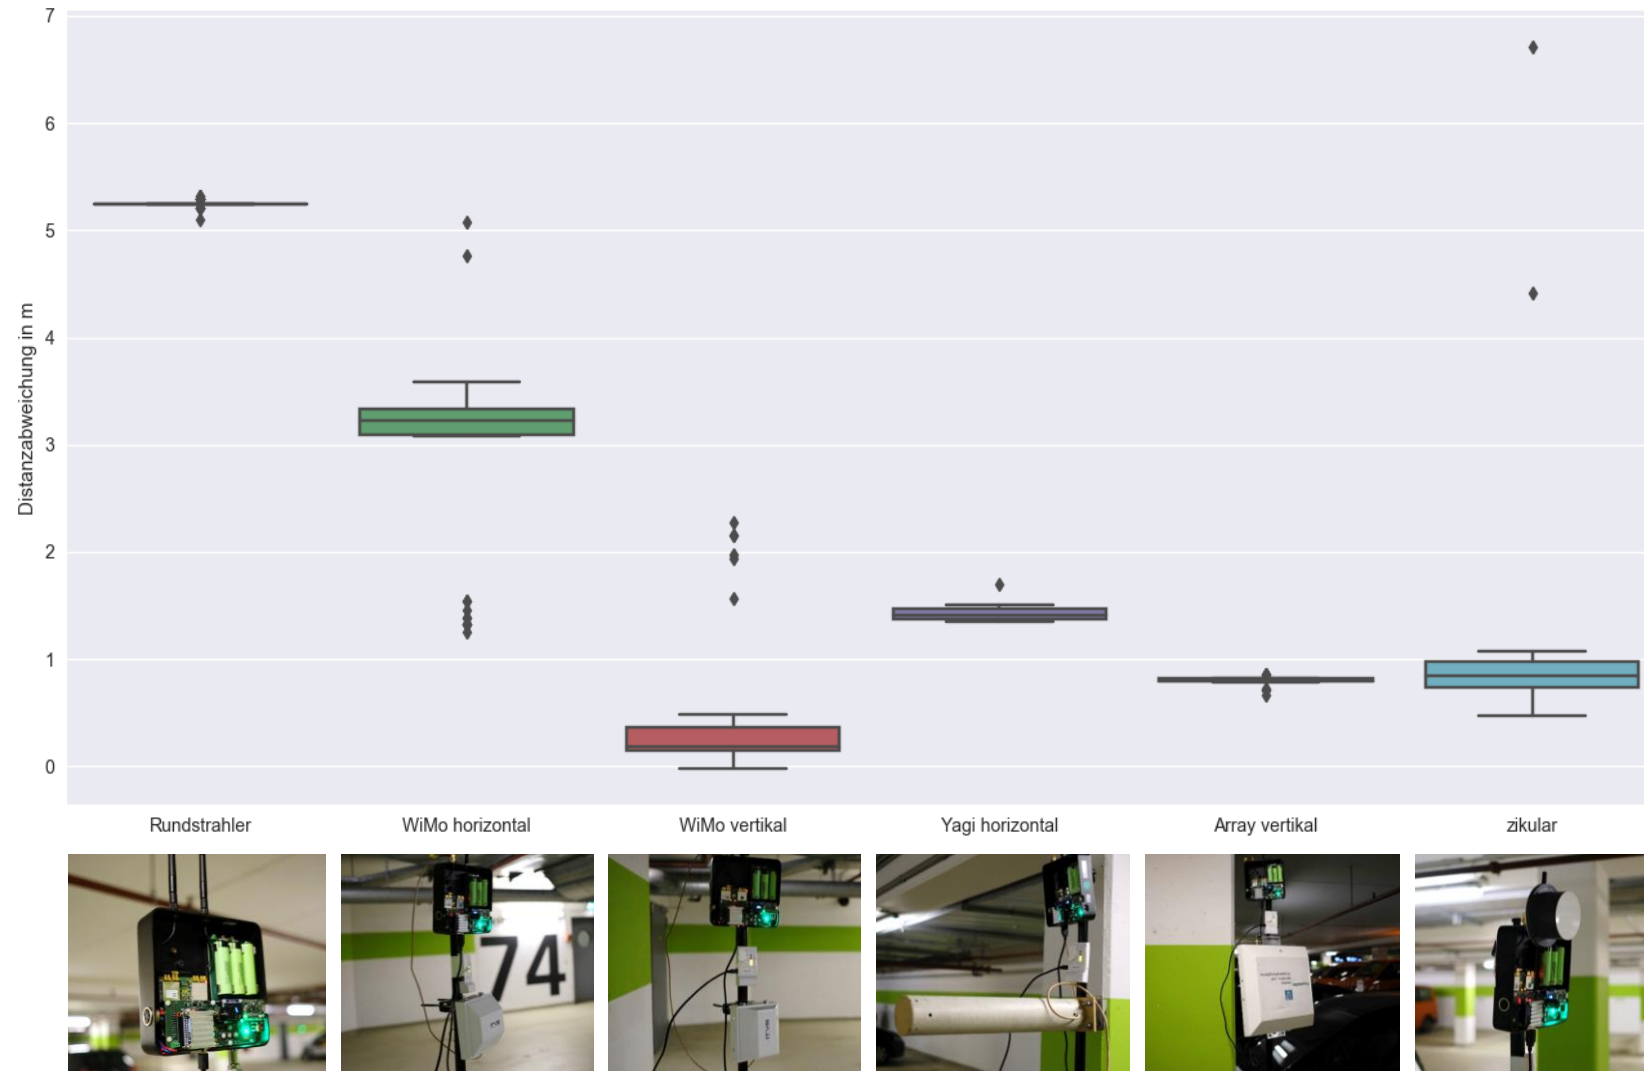 7
6
5
4
3
2
1
0
Distanzabweichung in m
Rundstrahler
WiMo horizontal
WiMo vertikal
Yagi horizontal
Array vertikal
zikular
74